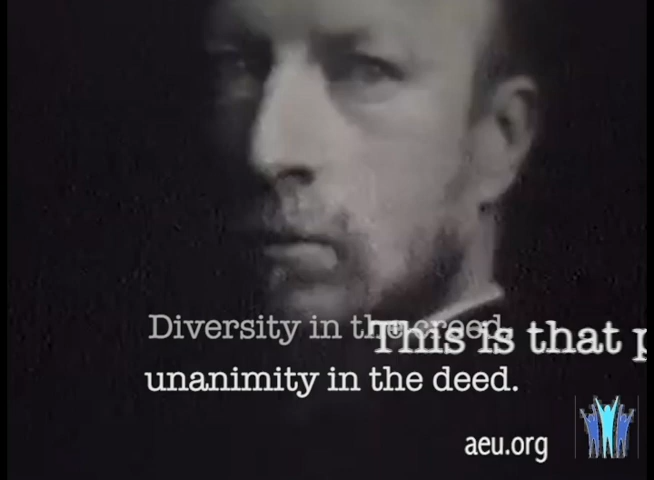 Diversity in the creed,
This is that
unanimity in the deed.
aeu.org